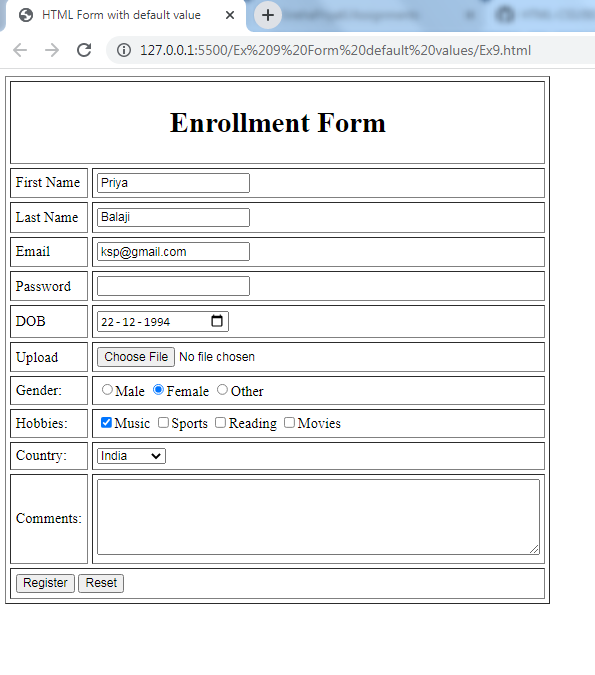 HTML Form with default value
127.0.0.1:5500/Ex%209%20Form%20default%20values/Ex9.html
Enrollment Form
First Name Priya
Last Name Balaji
Email ksp@gmail.com
Password
DOB 22-12-1994
Upload Choose File No file chosen
Gender: Male Female Other
Hobbies: Music Sports Reading Movies
Country: India
Comments:
Register Reset